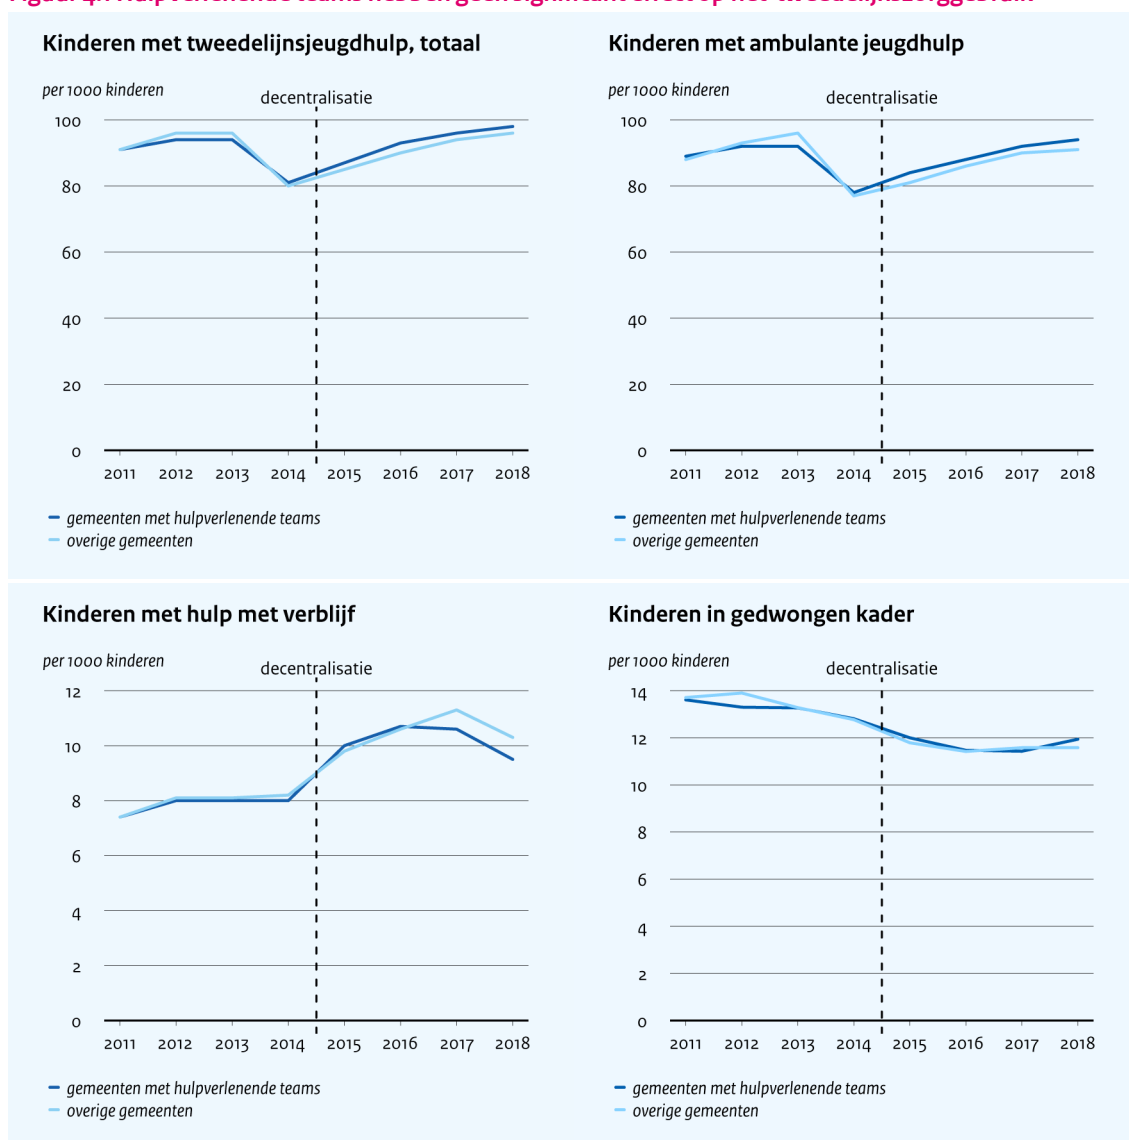 Kinderen met tweedelijnsjeugdhulp, totaal
per 1000 kinderen
decentralisatie
100
80
60
40
20
0
2011 2012 2013 2014 2015 2016 2017 2018
gemeenten met hulpverlenende teams
overige gemeenten
Kinderen met ambulante jeugdhulp
per 1000 kinderen
decentralisatie
100
80
60
40
20
0
2011 2012 2013 2014 2015 2016 2017 2018
gemeenten met hulpverlenende teams
overige gemeenten
Kinderen met hulp met verblijf
per 1000 kinderen
decentralisatie
12
10
8
6
4
2
0
2011 2012 2013 2014 2015 2016 2017 2018
gemeenten met hulpverlenende teams
overige gemeenten
Kinderen in gedwongen kader
per 1000 kinderen
decentralisatie
14
12
10
8
6
4
2
0
2011 2012 2013 2014 2015 2016 2017 2018
gemeenten met hulpverlenende teams
overige gemeenten